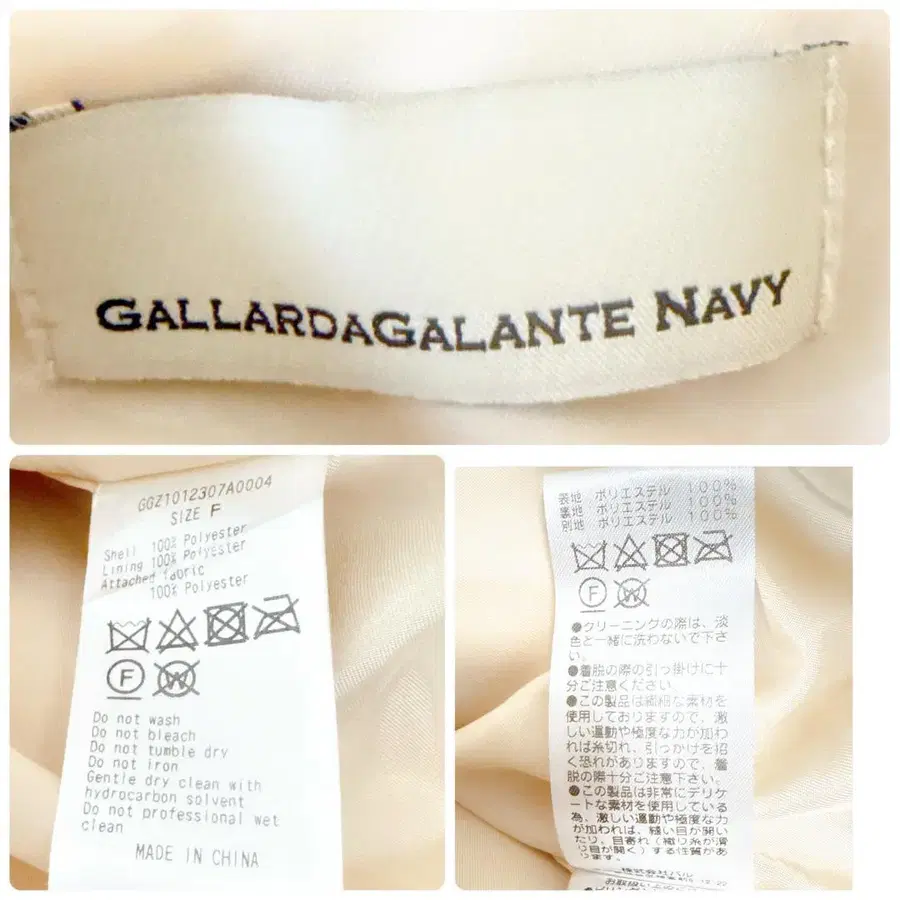 GALLARDAGALANTE NAVY
GGZ1012307A0004
SIZE F
Shell 100% Polyester
Lining 100% Polyester
Attached fabric
100% Polyester
F
W
Do not wash
Do not bleach
Do not tumble dry
Do not iron
Gentle dry clean with
hydrocarbon solvent
Do not professional wet
clean
MADE IN CHINA
表地 ポリエステル 100%
裏地 ポリエステル 100%
別地 ポリエステル 100%
F
W
●クリーニングの際は、淡
色と一緒に洗わないで下さ
い。
●着脱の際の引っ掛けに十
分ご注意ください。
●この製品は繊細な素材を
使用しておりますので、激
しい運動や極度な力が加わ
れば糸切れ、引っかけを招
く恐れがありますので、着
脱の際十分ご注意下さい。
●この製品は非常にデリケ
ートな素材を使用している
為、激しい運動や極度な力
が加われば、縫い目が開い
たり、目寄れ(織り糸が滑
り目が開く)する性質があ
ります。
株式会社パル